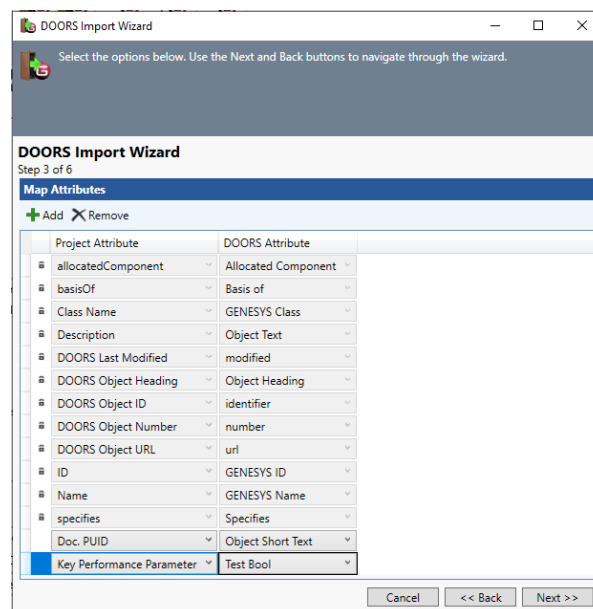 DOORS Import Wizard
Select the options below. Use the Next and Back buttons to navigate through the wizard.
DOORS Import Wizard
Step 3 of 6
Map Attributes
Add Remove
Project Attribute DOORS Attribute
allocatedComponent Allocated Component
basisOf Basis of
Class Name GENESYS Class
Description Object Text
DOORS Last Modified modified
DOORS Object Heading Object Heading
DOORS Object ID identifier
DOORS Object Number number
DOORS Object URL url
ID GENESYS ID
Name GENESYS Name
specifies Specifies
Doc. PUID Object Short Text
Key Performance Parameter Test Bool
Cancel << Back Next >>